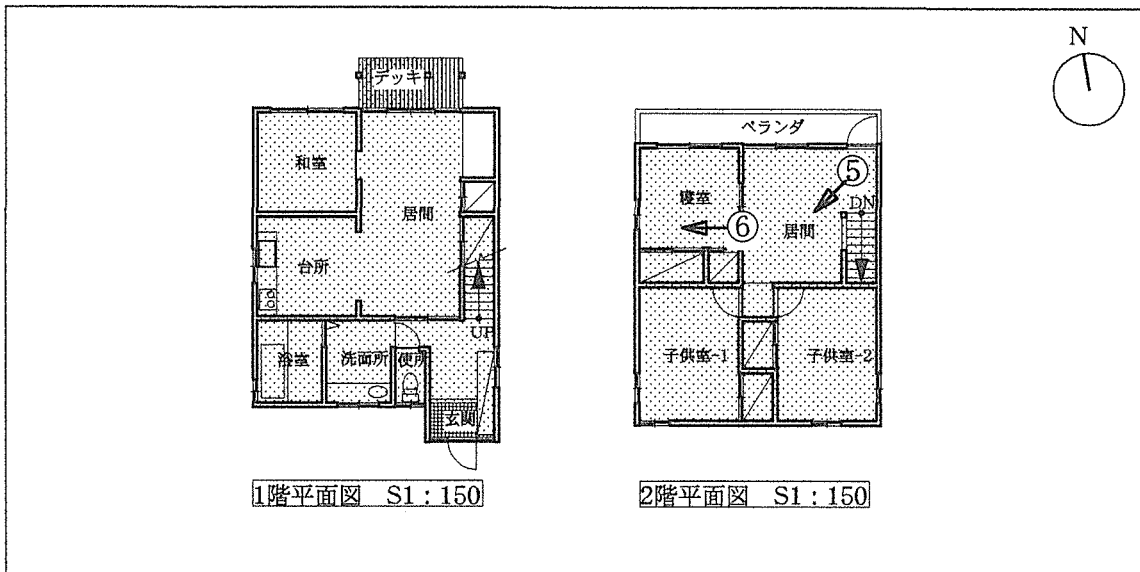 N
デッキ
和室
居間
台所
UP
浴室
洗面所
便所
玄関
1階平面図 S1:150
ベランダ
⑤
寝室
DN
⑥
居間
子供室-1
子供室-2
2階平面図 S1:150